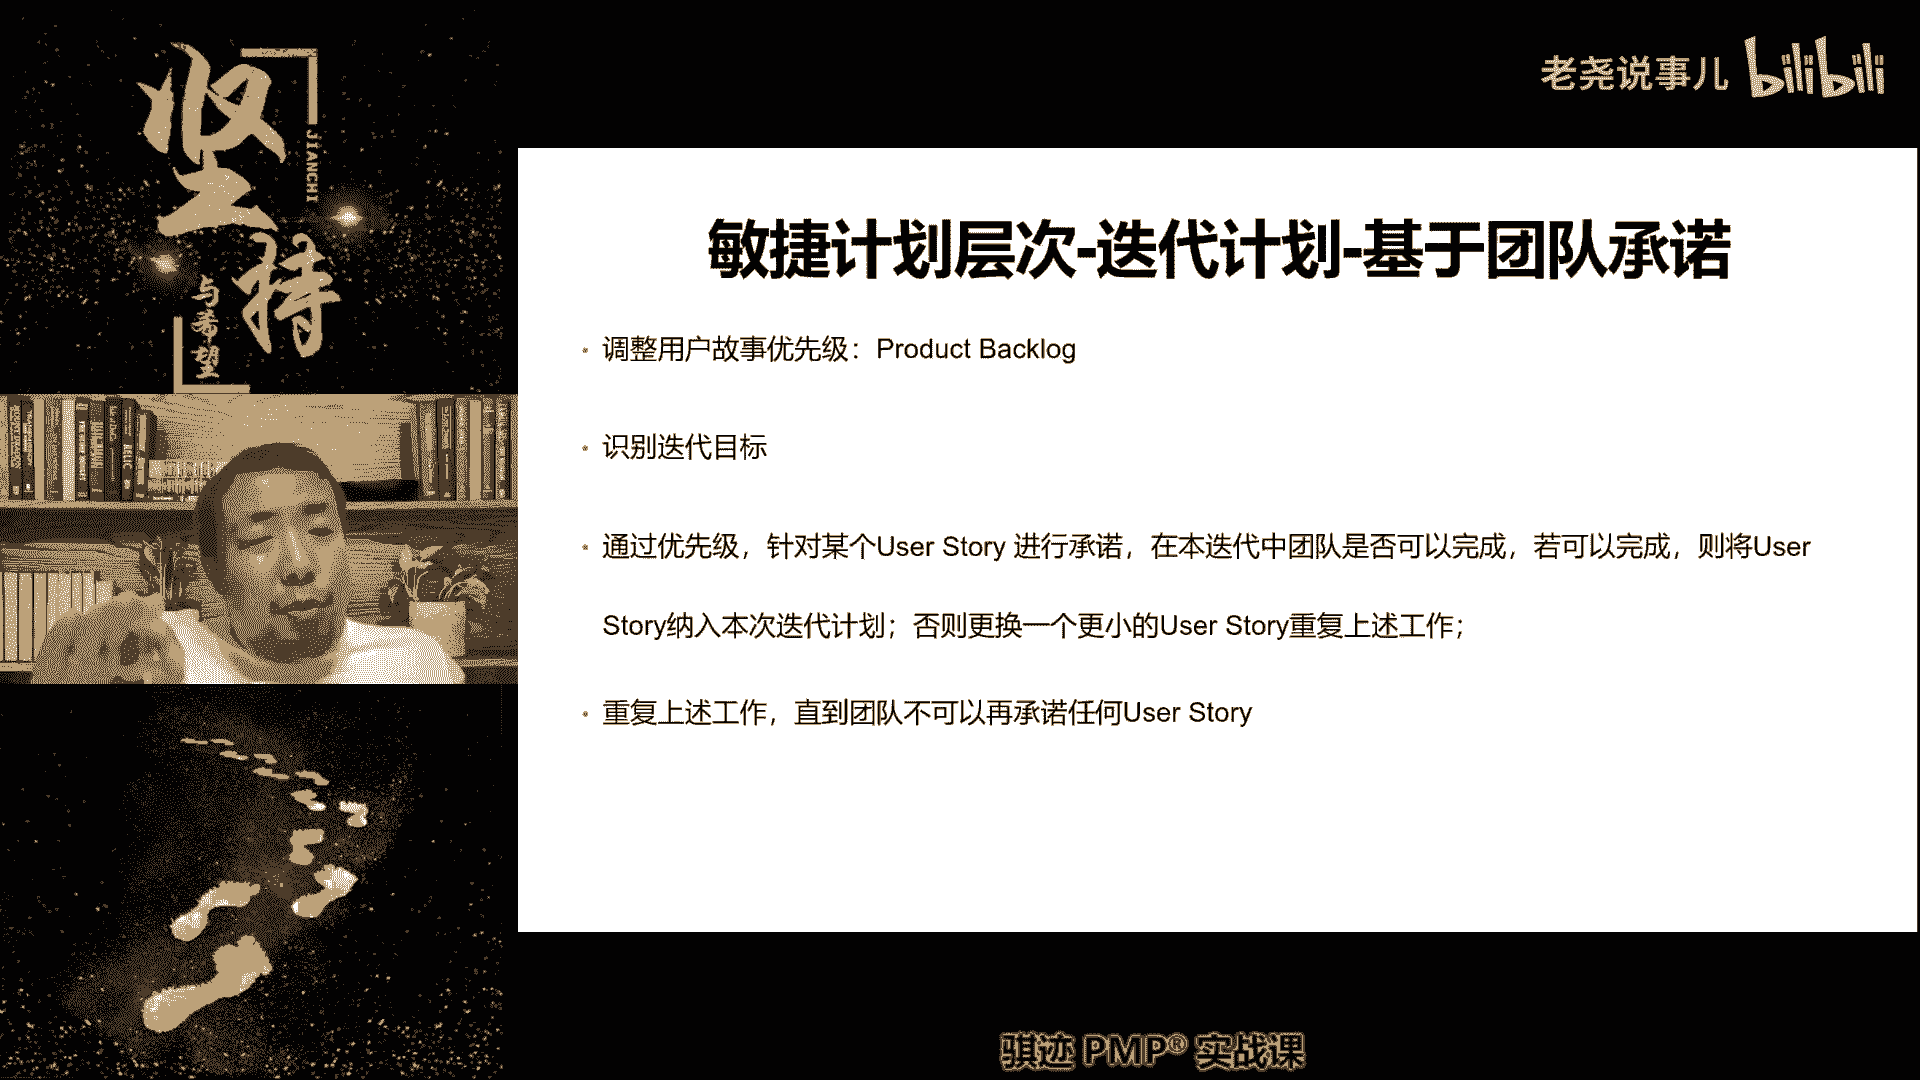 坚持
JIANCHI
与希望
老尧说事儿 bilibili
敏捷计划层次-迭代计划-基于团队承诺
• 调整用户故事优先级：Product Backlog
• 识别迭代目标
• 通过优先级，针对某个User Story 进行承诺，在本迭代中团队是否可以完成，若可以完成，则将User
Story纳入本次迭代计划；否则更换一个更小的User Story重复上述工作；
• 重复上述工作，直到团队不可以再承诺任何User Story
骐迹 PMP® 实战课